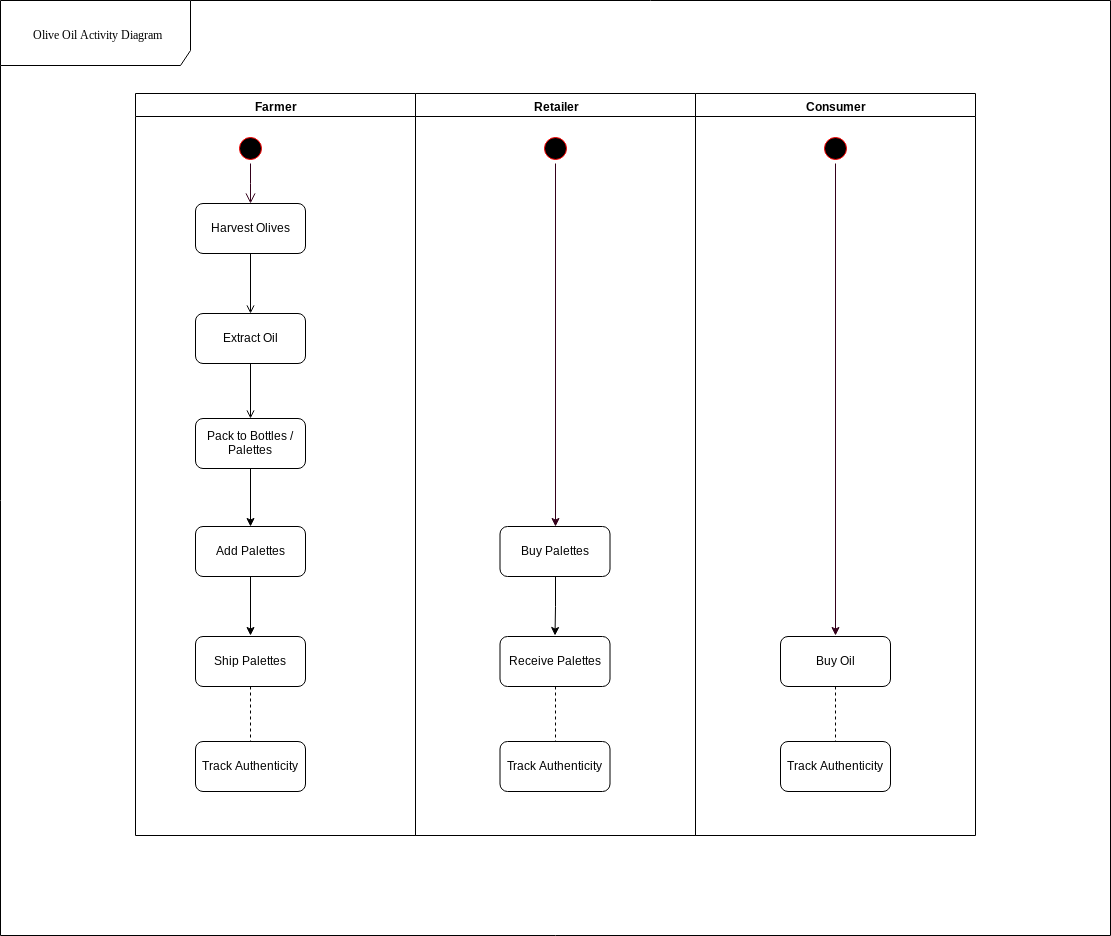 Olive Oil Activity Diagram
Farmer
Retailer
Consumer
Harvest Olives
Extract Oil
Pack to Bottles /
Palettes
Add Palettes
Buy Palettes
Ship Palettes
Receive Palettes
Buy Oil
Track Authenticity
Track Authenticity
Track Authenticity